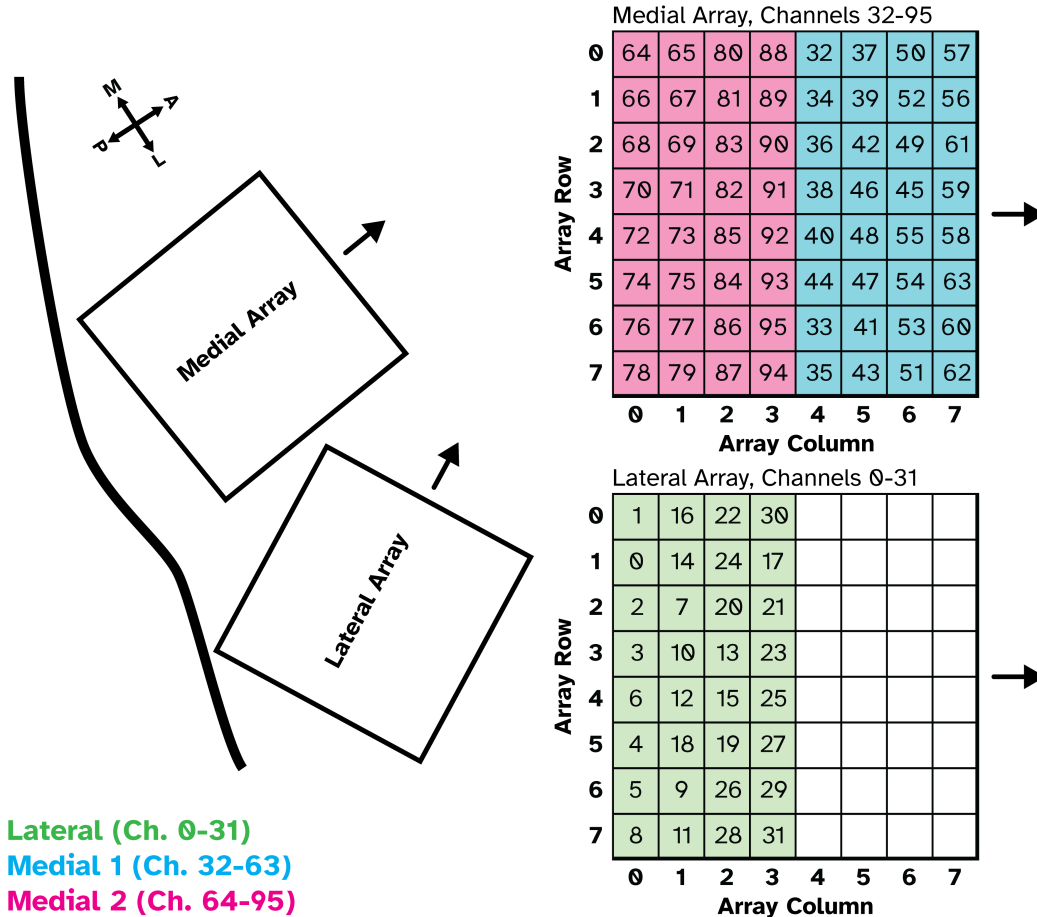 Medial Array, Channels 32-95
0 64 65 80 88 32 37 50 57
1 66 67 81 89 34 39 52 56
2 68 69 83 90 36 42 49 61
3 70 71 82 91 38 46 45 59
4 72 73 85 92 40 48 55 58
5 74 75 84 93 44 47 54 63
6 76 77 86 95 33 41 53 60
7 78 79 87 94 35 43 51 62
0 1 2 3 4 5 6 7
Array Row
Array Column
M
A
P
L
Medial Array
Lateral Array
Lateral Array, Channels 0-31
0 1 16 22 30
1 0 14 24 17
2 2 7 20 21
3 3 10 13 23
4 6 12 15 25
5 4 18 19 27
6 5 9 26 29
7 8 11 28 31
0 1 2 3 4 5 6 7
Array Row
Array Column
Lateral (Ch. 0-31)
Medial 1 (Ch. 32-63)
Medial 2 (Ch. 64-95)